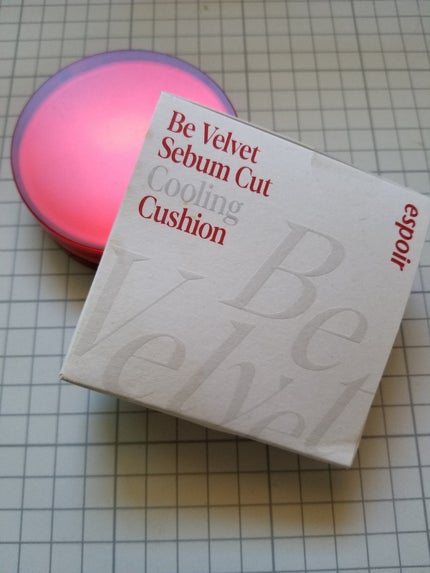 Be Velvet
Sebum Cut
Cooling
Cushion
espoir
Be
Velvet